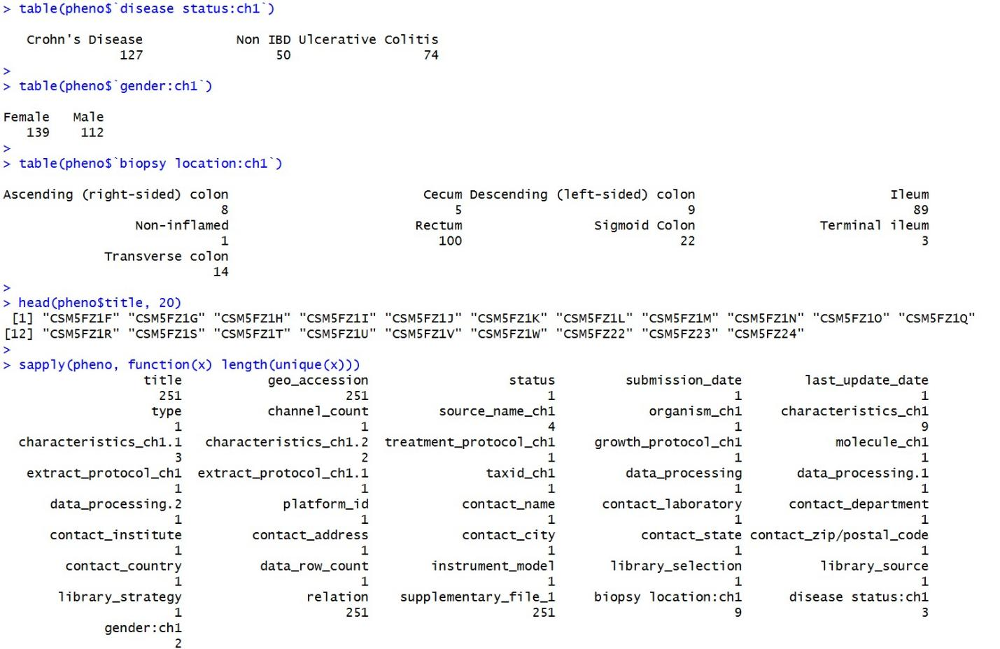 > table(pheno$`disease status:ch1`)
Crohn's Disease Non IBD Ulcerative Colitis
127 50 74
>
> table(pheno$`gender:ch1`)
Female Male
139 112
>
> table(pheno$`biopsy location:ch1`)
Ascending (right-sided) colon Cecum Descending (left-sided) colon Ileum
8 5 9 89
Non-inflamed Rectum Sigmoid Colon Terminal ileum
1 100 22 3
Transverse colon
14
>
> head(pheno$title, 20)
[1] "CSM5FZ1F" "CSM5FZ1G" "CSM5FZ1H" "CSM5FZ1I" "CSM5FZ1J" "CSM5FZ1K" "CSM5FZ1L" "CSM5FZ1M" "CSM5FZ1N" "CSM5FZ1O" "CSM5FZ1Q"
[12] "CSM5FZ1R" "CSM5FZ1S" "CSM5FZ1T" "CSM5FZ1U" "CSM5FZ1V" "CSM5FZ1W" "CSM5FZ22" "CSM5FZ23" "CSM5FZ24"
>
> sapply(pheno, function(x) length(unique(x)))
title geo_accession status submission_date last_update_date
251 251 1 1 1
type channel_count source_name_ch1 organism_ch1 characteristics_ch1
1 1 4 1 9
characteristics_ch1.1 characteristics_ch1.2 treatment_protocol_ch1 growth_protocol_ch1 molecule_ch1
3 2 1 1 1
extract_protocol_ch1 extract_protocol_ch1.1 taxid_ch1 data_processing data_processing.1
1 1 1 1 1
data_processing.2 platform_id contact_name contact_laboratory contact_department
1 1 1 1 1
contact_institute contact_address contact_city contact_state contact_zip/postal_code
1 1 1 1 1
contact_country data_row_count instrument_model library_selection library_source
1 1 1 1 1
library_strategy relation supplementary_file_1 biopsy location:ch1 disease status:ch1
1 251 251 9 3
gender:ch1
2